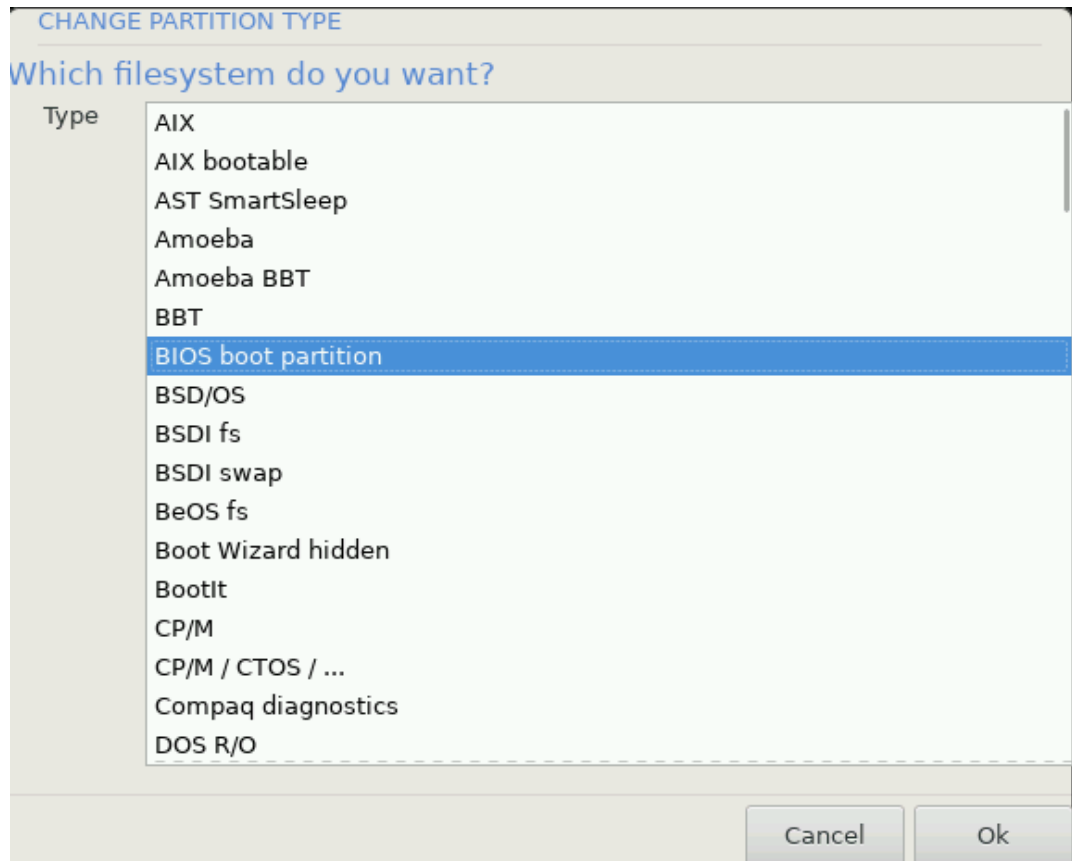 CHANGE PARTITION TYPE
Which filesystem do you want?
Type
AIX
AIX bootable
AST SmartSleep
Amoeba
Amoeba BBT
BBT
BIOS boot partition
BSD/OS
BSDI fs
BSDI swap
BeOS fs
Boot Wizard hidden
BootIt
CP/M
CP/M / CTOS / ...
Compaq diagnostics
DOS R/O
Cancel Ok